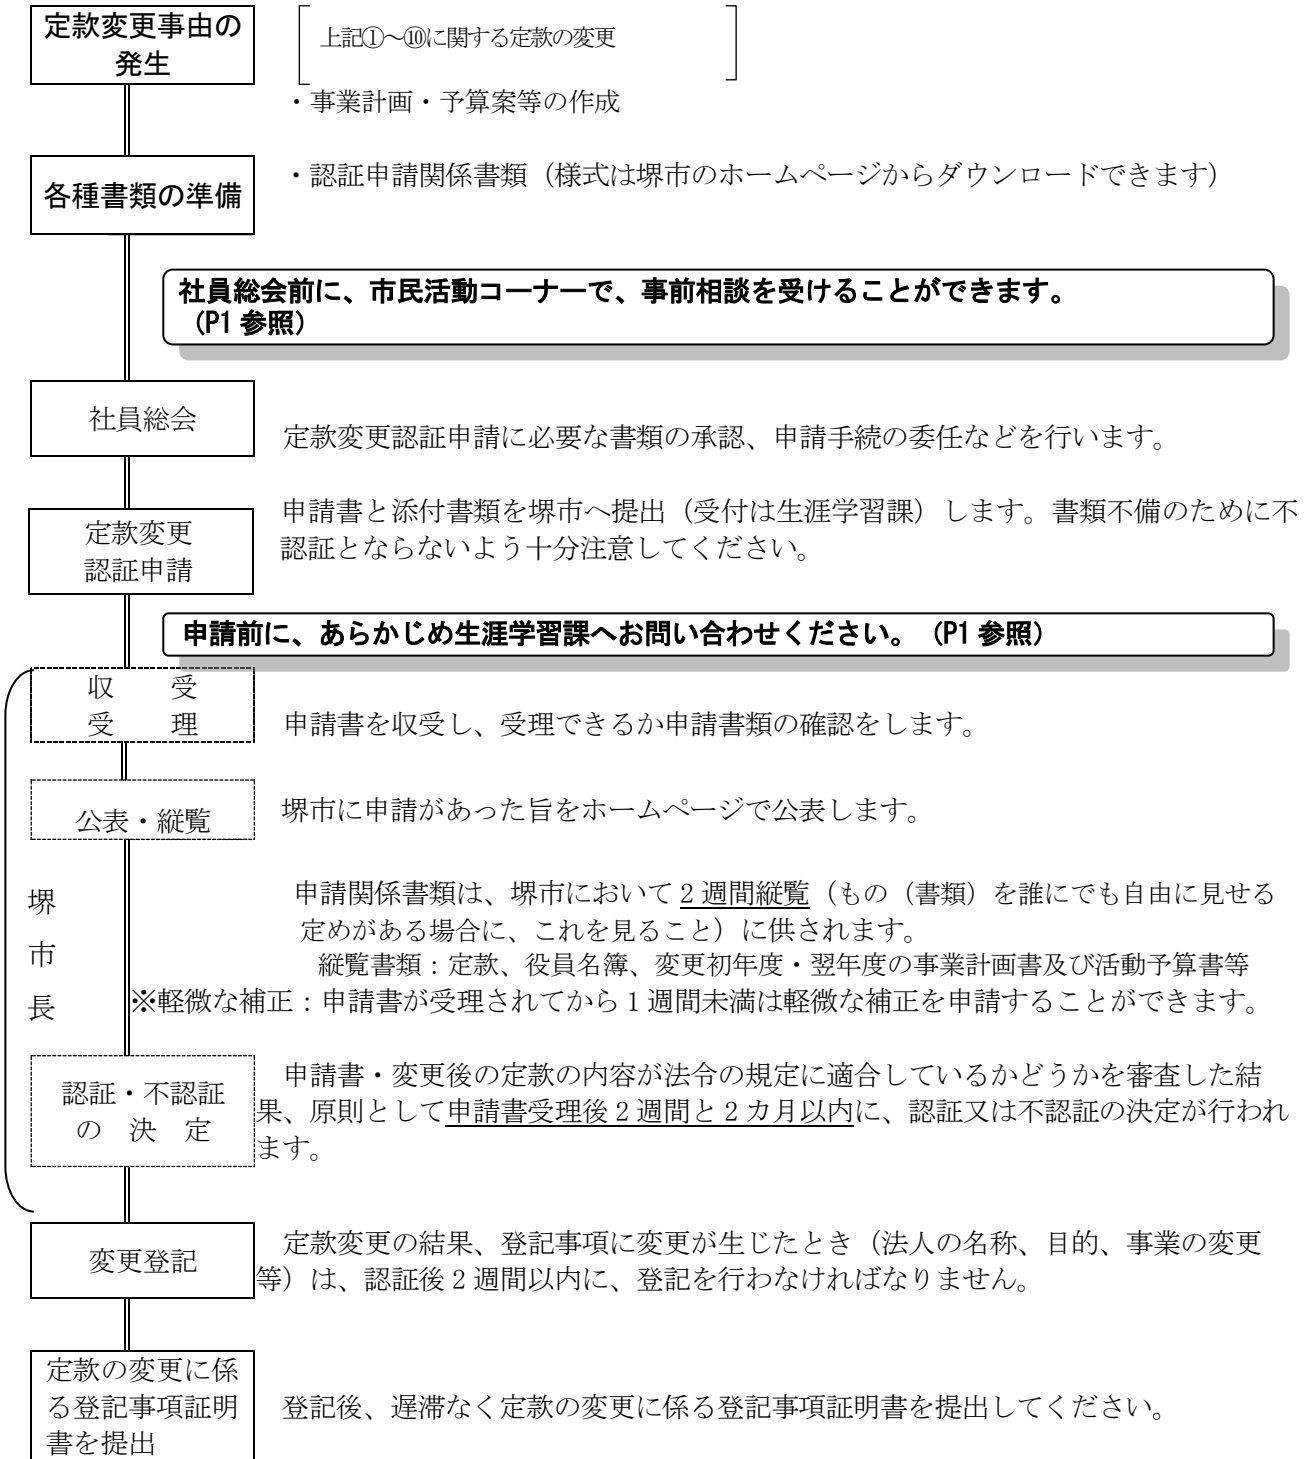 定款変更事由の
発生
上記①～⑩に関する定款の変更
・事業計画・予算案等の作成
各種書類の準備
・認証申請関係書類（様式は堺市のホームページからダウンロードできます）
社員総会前に、市民活動コーナーで、事前相談を受けることができます。
（P1 参照）
社員総会
定款変更認証申請に必要な書類の承認、申請手続の委任などを行います。
定款変更
認証申請
申請書と添付書類を堺市へ提出（受付は生涯学習課）します。書類不備のために不
認証とならないよう十分注意してください。
申請前に、あらかじめ生涯学習課へお問い合わせください。（P1 参照）
収　　受
受　　理
申請書を収受し、受理できるか申請書類の確認をします。
公表・縦覧
堺市に申請があった旨をホームページで公表します。
堺
市
長
申請関係書類は、堺市において 2 週間縦覧（もの（書類）を誰にでも自由に見せる
定めがある場合に、これを見ること）に供されます。
縦覧書類：定款、役員名簿、変更初年度・翌年度の事業計画書及び活動予算書等
※軽微な補正：申請書が受理されてから 1 週間未満は軽微な補正を申請することができます。
認証・不認証
の　決　定
申請書・変更後の定款の内容が法令の規定に適合しているかどうかを審査した結
果、原則として申請書受理後 2 週間と 2 カ月以内に、認証又は不認証の決定が行われ
ます。
変更登記
定款変更の結果、登記事項に変更が生じたとき（法人の名称、目的、事業の変更
等）は、認証後 2 週間以内に、登記を行わなければなりません。
定款の変更に係
る登記事項証明
書を提出
登記後、遅滞なく定款の変更に係る登記事項証明書を提出してください。